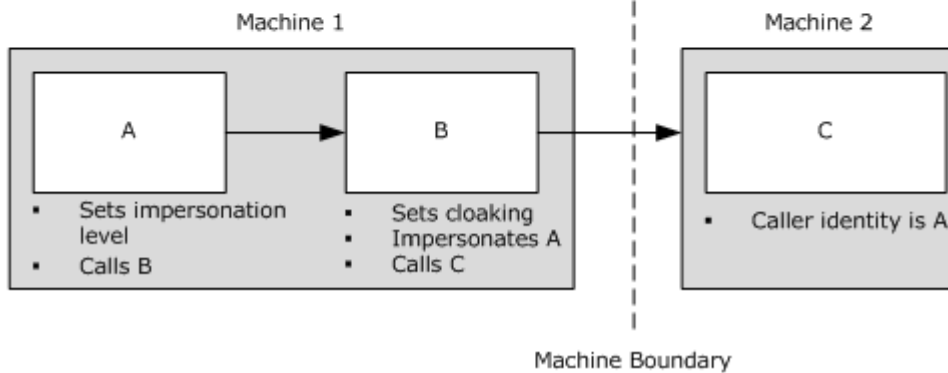 Machine 1
Machine 2
A
B
C
▪ Sets impersonation
level
▪ Calls B
▪ Sets cloaking
▪ Impersonates A
▪ Calls C
▪ Caller identity is A
Machine Boundary